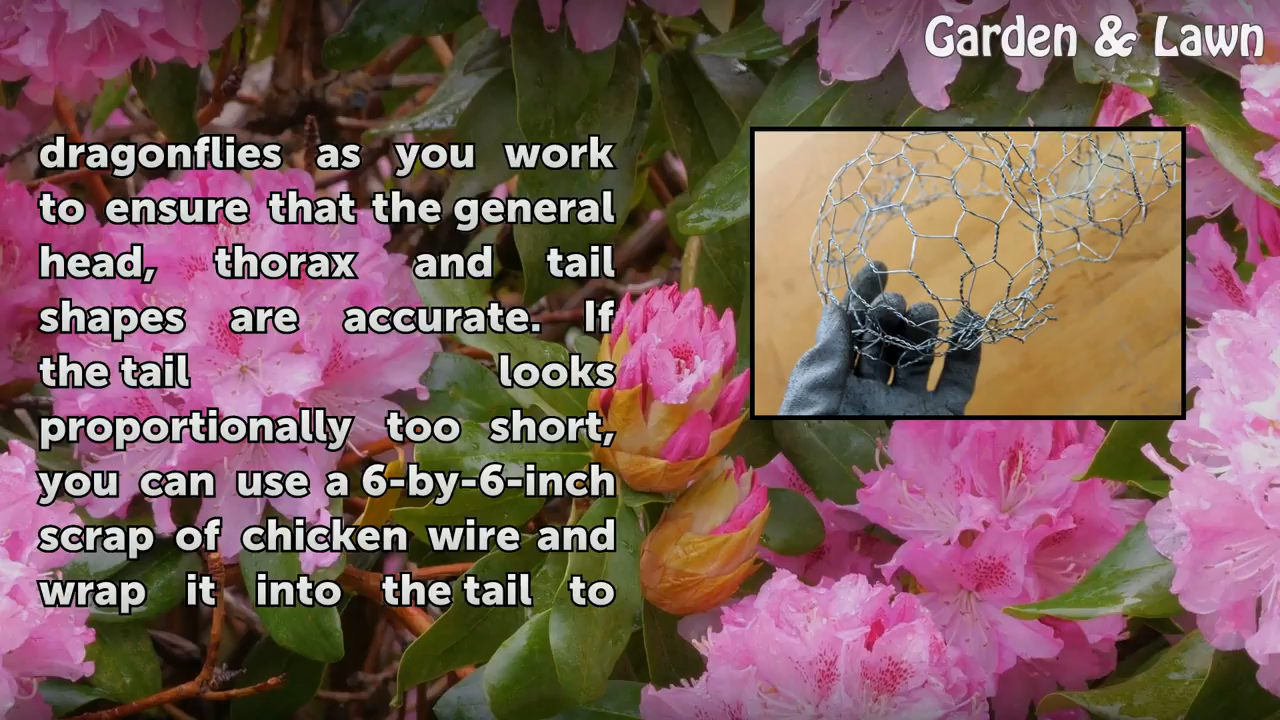 Garden & Lawn
dragonflies as you work
to ensure that the general
head, thorax and tail
shapes are accurate. If
the tail looks
proportionally too short,
you can use a 6-by-6-inch
scrap of chicken wire and
wrap it into the tail to